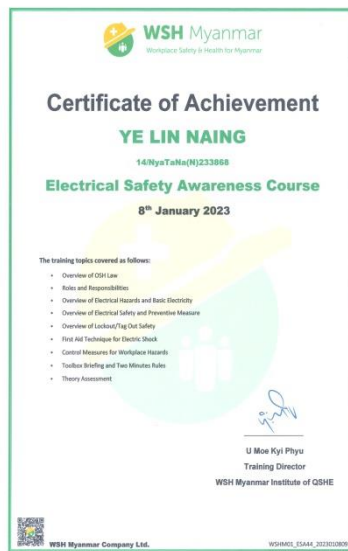 WSH Myanmar
Workplace Safety & Health for Myanmar
Certificate of Achievement
YE LIN NAING
14/NyaTaNa(N)233868
Electrical Safety Awareness Course
8th January 2023
The training topics covered as follows:
• Overview of OSH Law
• Roles and Responsibilities
• Overview of Electrical Hazards and Basic Electricity
• Overview of Electrical Safety and Preventive Measure
• Overview of Lockout/Tag Out Safety
• First Aid Technique for Electric Shock
• Control Measures for Workplace Hazards
• Toolbox Briefing and Two Minutes Rules
• Theory Assessment
U Moe Kyi Phyu
Training Director
WSH Myanmar Institute of QSHE
WSH Myanmar Company Ltd.
WSHM01_ESA44_2023010809